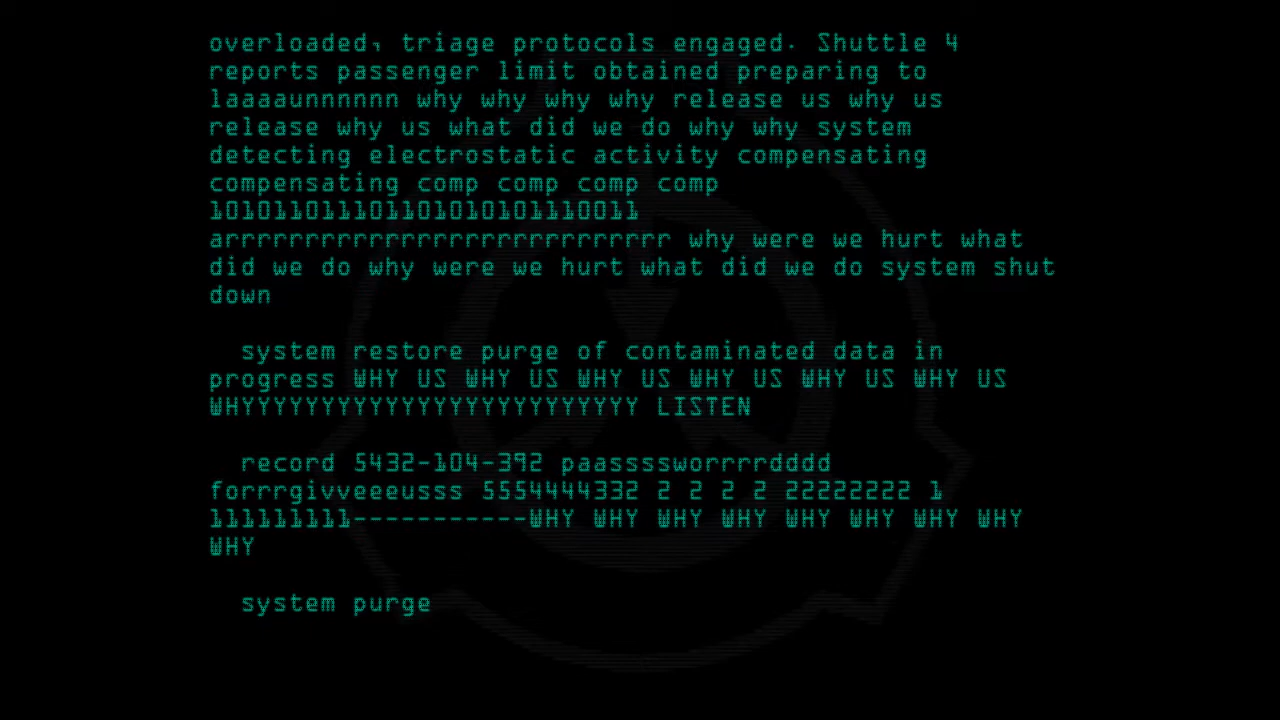 overloaded, triage protocols engaged. Shuttle 4
reports passenger limit obtained preparing to
laaaaunnnnnn why why why why release us why us
release why us what did we do why why system
detecting electrostatic activity compensating
compensating comp comp comp comp
101011011101101010101110011
arrrrrrrrrrrrrrrrrrrrrrrrrrrr why were we hurt what
did we do why were we hurt what did we do system shut
down
system restore purge of contaminated data in
progress WHY US WHY US WHY US WHY US WHY US WHY US
WHYYYYYYYYYYYYYYYYYYYYYYYYY LISTEN
record 5432-104-392 paasssswo​rrrrdddd
forrrgivveeeusss 5554444332 2 2 2 2 22222222 1
111111111-----------WHY WHY WHY WHY WHY WHY WHY WHY
WHY
system purge